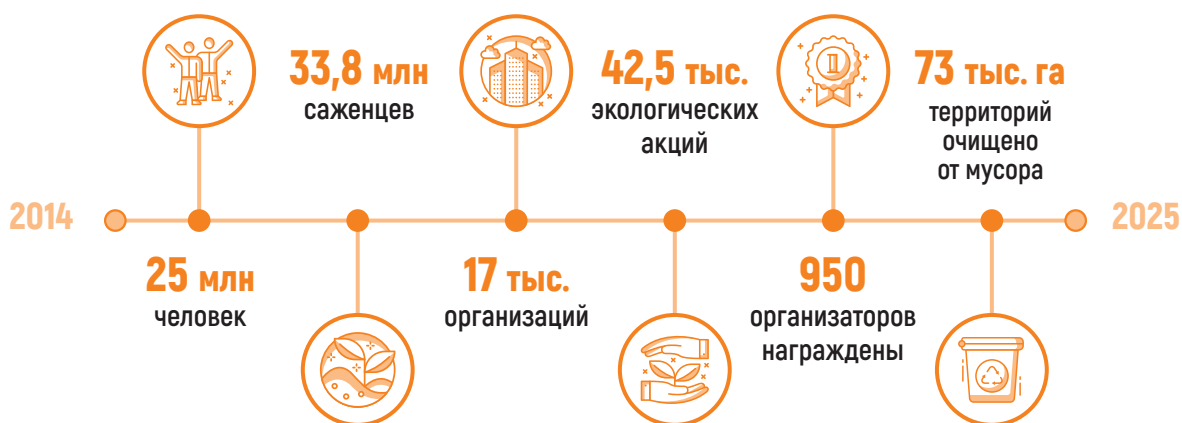 33,8 млн
саженцев
42,5 тыс.
экологических
акций
73 тыс. га
территорий
очищено
от мусора
2014
2025
25 млн
человек
17 тыс.
организаций
950
организаторов
награждены